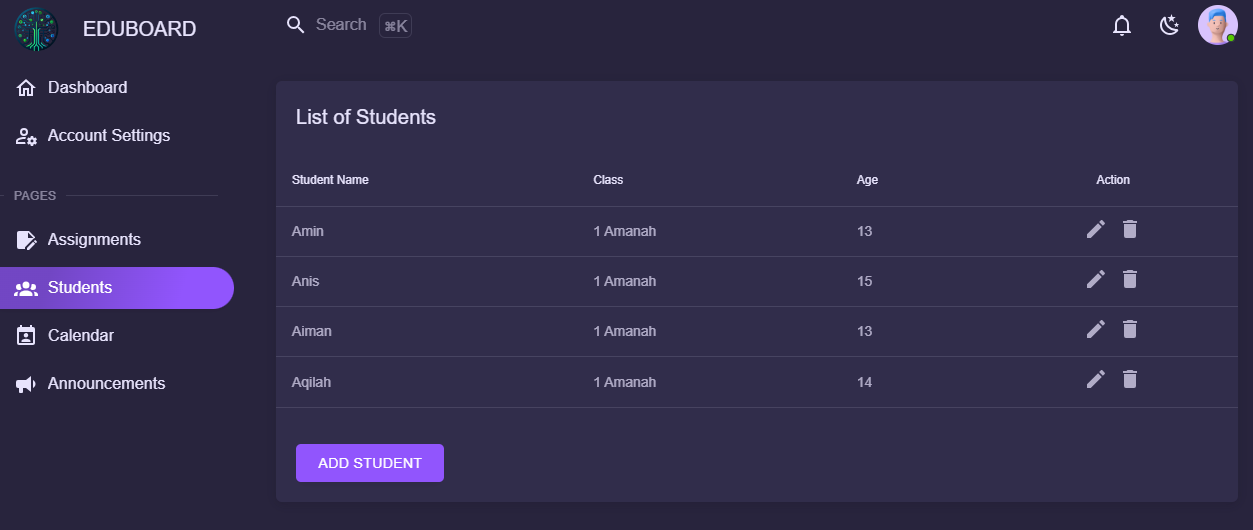 EDUBOARD
Search ⌘K
Dashboard
Account Settings
PAGES
Assignments
Students
Calendar
Announcements
List of Students
Student Name Class Age Action
Amin 1 Amanah 13
Anis 1 Amanah 15
Aiman 1 Amanah 13
Aqilah 1 Amanah 14
ADD STUDENT